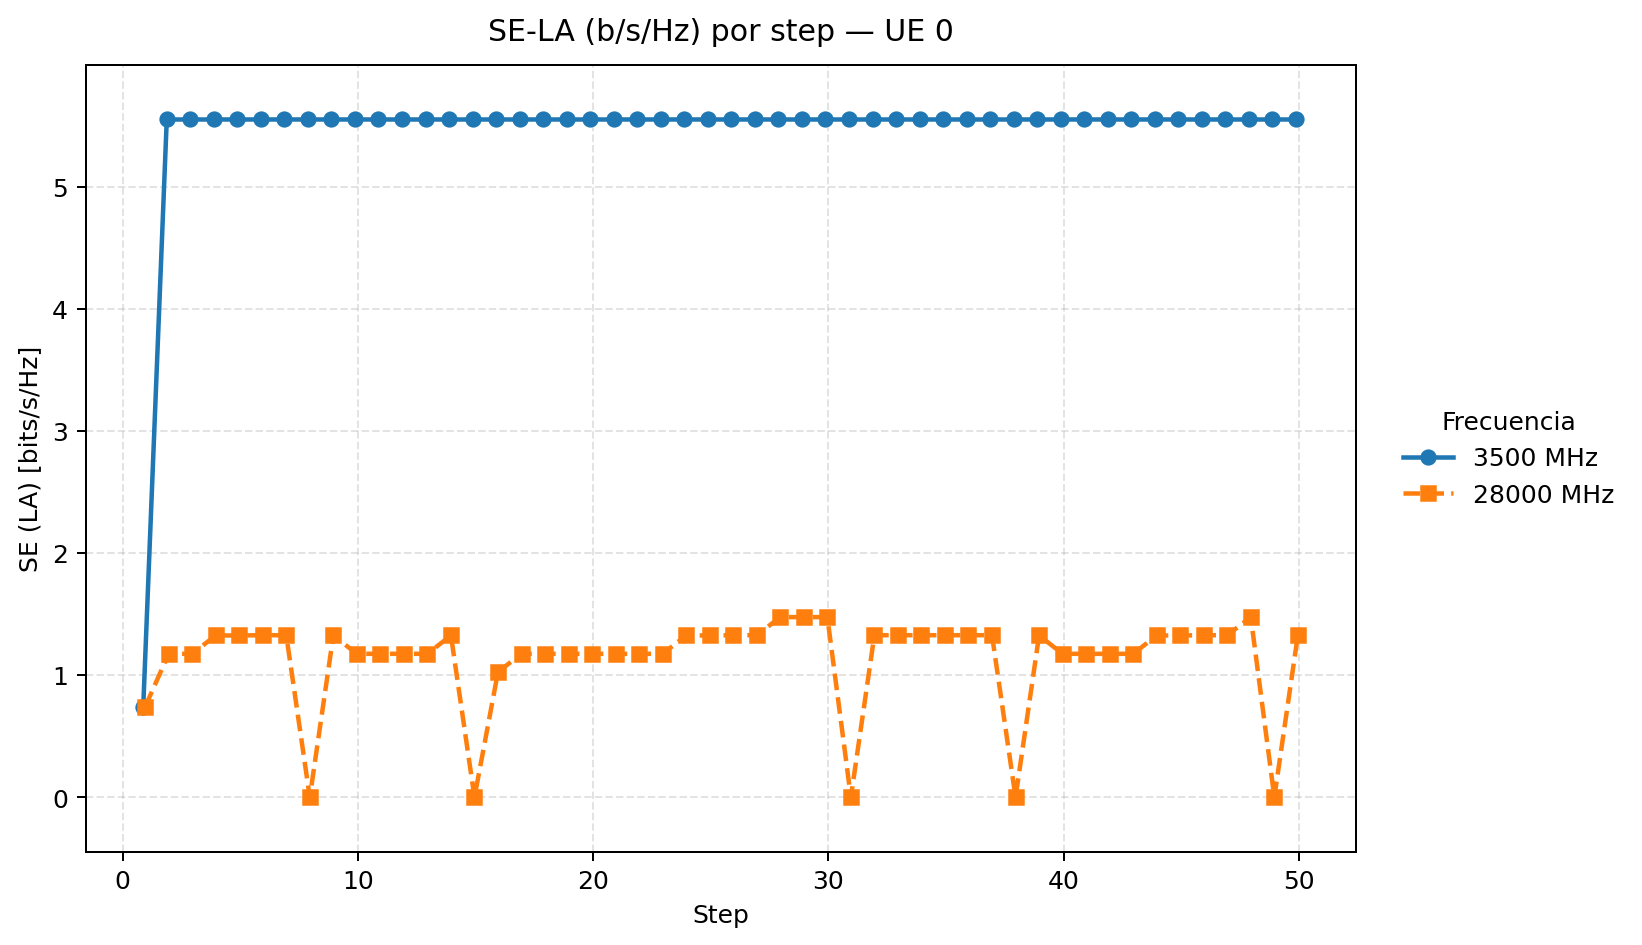 SE-LA (b/s/Hz) por step — UE 0
SE (LA) [bits/s/Hz]
5
4
3
2
1
0
0 10 20 30 40 50
Step
Frecuencia
3500 MHz
28000 MHz